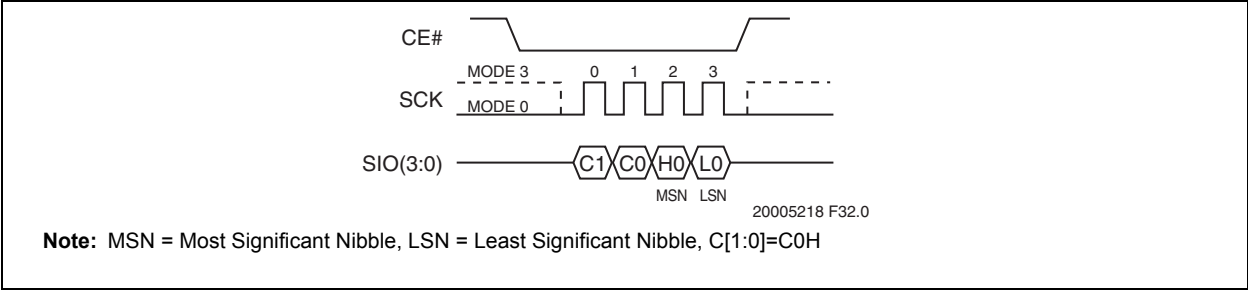 CE#
MODE 3 0 1 2 3
SCK
MODE 0
SIO(3:0) C1 C0 H0 L0
MSN LSN
20005218 F32.0
Note: MSN = Most Significant Nibble, LSN = Least Significant Nibble, C[1:0]=C0H